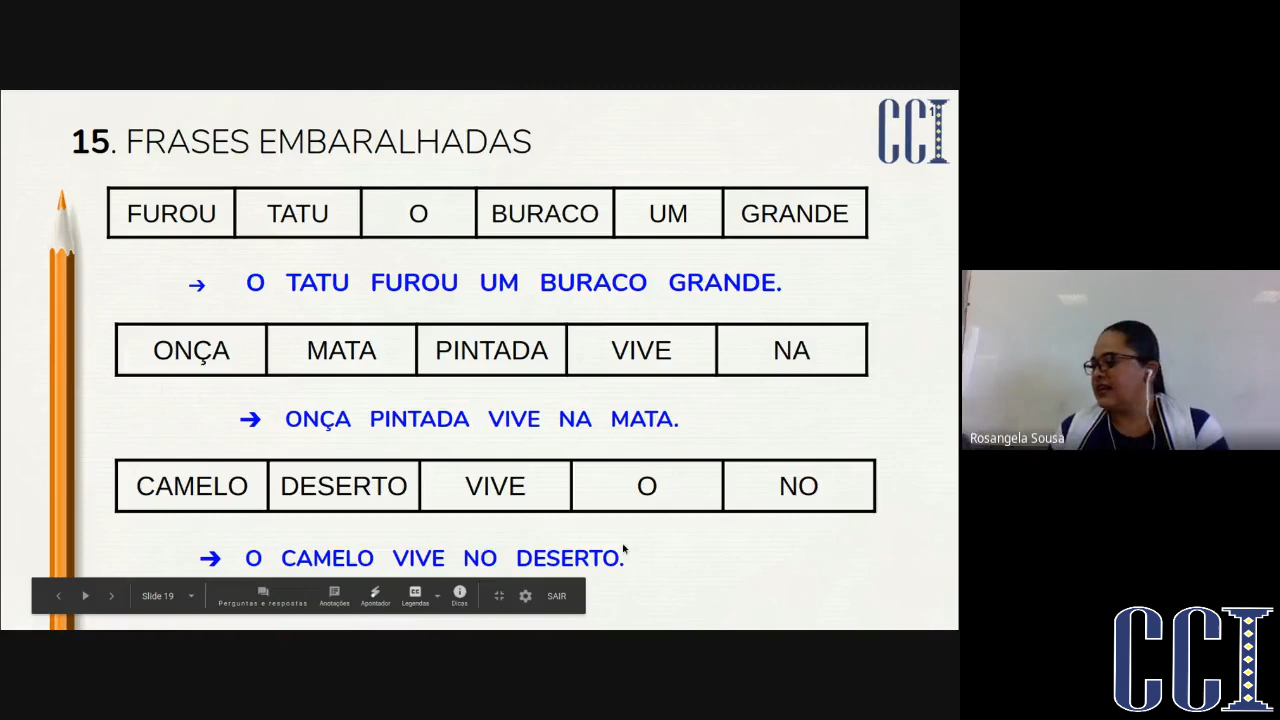 CCI
15. FRASES EMBARALHADAS
FUROU TATU O BURACO UM GRANDE
➔ O TATU FUROU UM BURACO GRANDE.
ONÇA MATA PINTADA VIVE NA
➔ ONÇA PINTADA VIVE NA MATA.
CAMELO DESERTO VIVE O NO
➔ O CAMELO VIVE NO DESERTO.
Slide 19 Perguntas e respostas Anotações Apontador Legendas Dicas SAIR
Rosangela Sousa
CCI